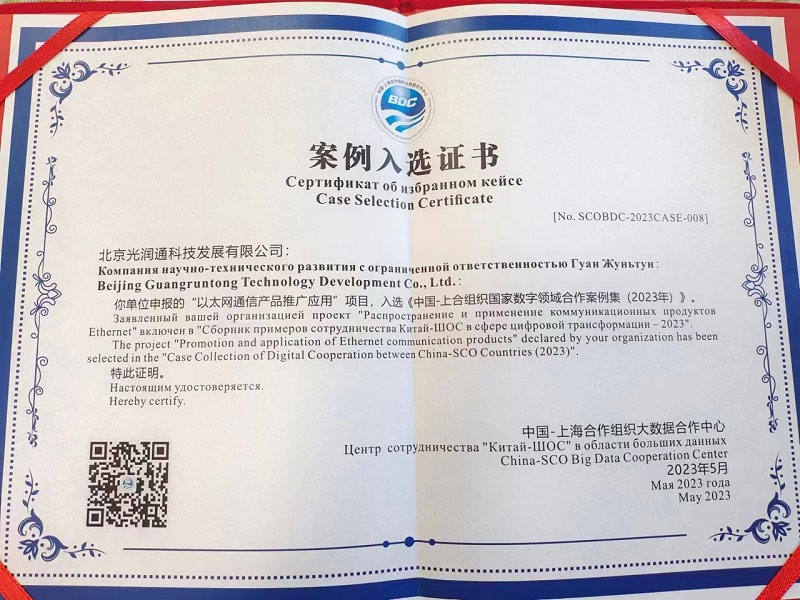 BDC
案例入选证书
Сертификат об избранном кейсе
Case Selection Certificate
[No. SCOBDC-2023CASE-008]
北京光润通科技发展有限公司：
Компания научно-технического развития с ограниченной ответственностью Гуан Жуньтун:
Beijing Guangruntong Technology Development Co., Ltd.:
你单位申报的“以太网通信产品推广应用”项目，入选《中国-上合组织国家数字领域合作案例集（2023年）》。
Заявленный вашей организацией проект "Распространение и применение коммуникационных продуктов
Ethernet" включен в "Сборник примеров сотрудничества Китай-ШОС в сфере цифровой трансформации – 2023".
The project "Promotion and application of Ethernet communication products" declared by your organization has been
selected in the "Case Collection of Digital Cooperation between China-SCO Countries (2023)".
特此证明。
Настоящим удостоверяется.
Hereby certify.
中国-上海合作组织大数据合作中心
Центр сотрудничества "Китай-ШОС" в области больших данных
China-SCO Big Data Cooperation Center
2023年5月
Мая 2023 года
May 2023